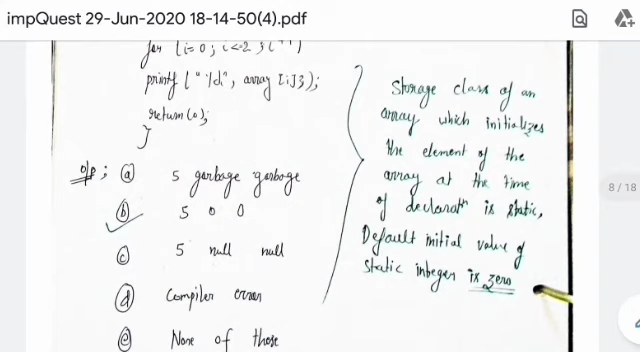 impQuest 29-Jun-2020 18-14-50(4).pdf
for (i=0; i<=2; i++)
printf ("%d", array [i]);
return(0);
}
o/p ; (a) 5 garbage garbage
(b) 5 0 0
(c) 5 null null
(d) Compiler error
(e) None of these
Storage class of an
array which initializes
the element of the
array at the time
of declaratn is static,
Default initial value of
static integer is zero
8 / 18